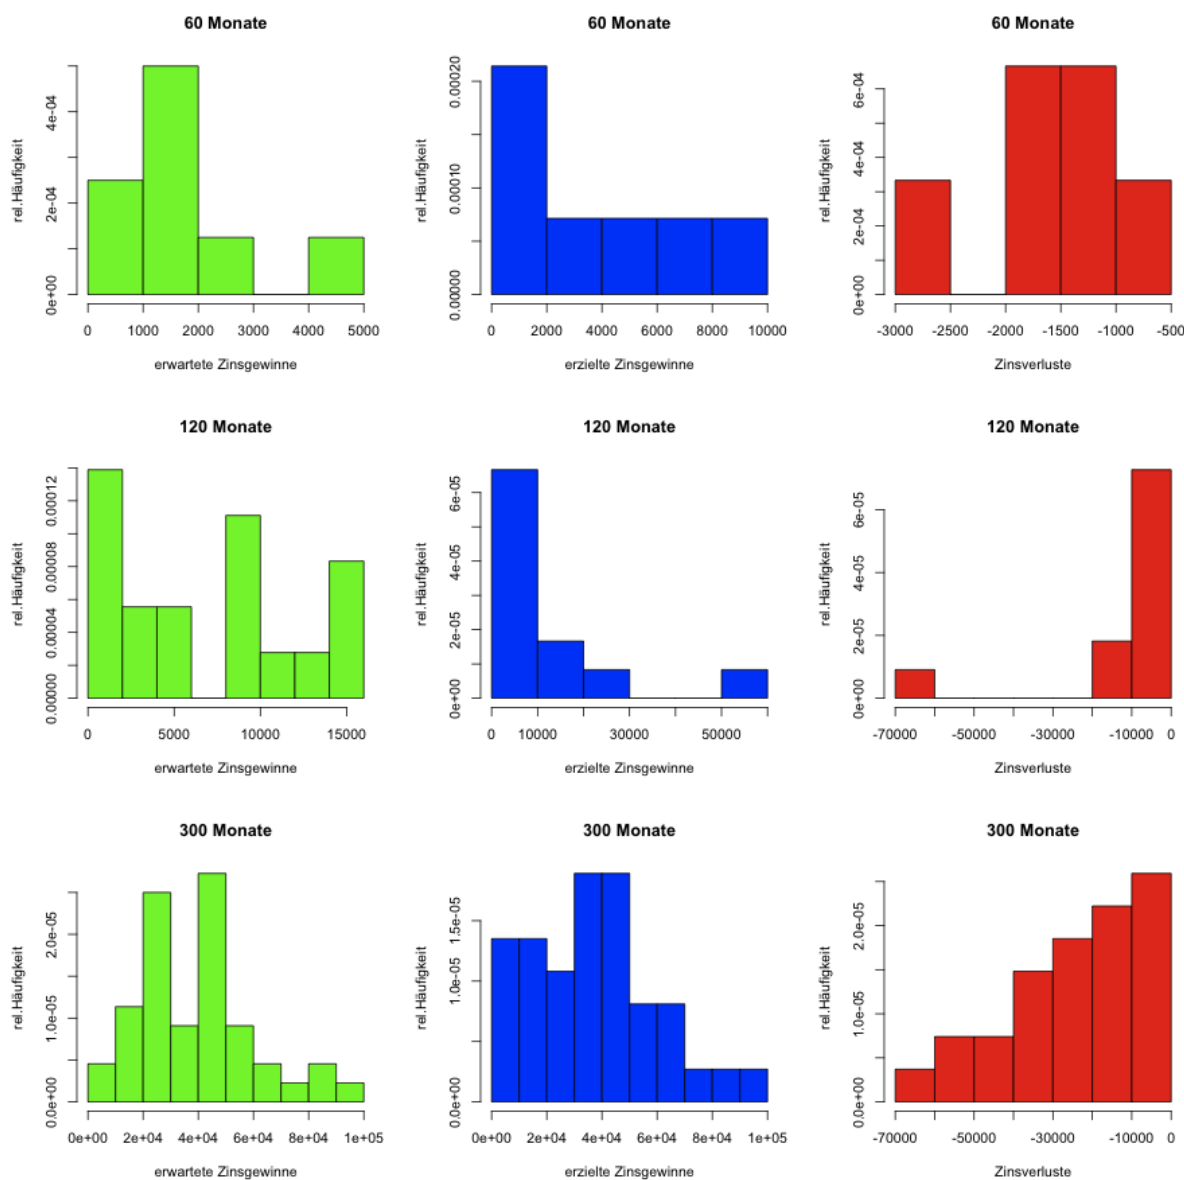 60 Monate
rel.Häufigkeit
0e+00 2e-04 4e-04
0 1000 2000 3000 4000 5000
erwartete Zinsgewinne
60 Monate
rel.Häufigkeit
0.00000 0.00010 0.00020
0 2000 4000 6000 8000 10000
erzielte Zinsgewinne
60 Monate
rel.Häufigkeit
0e+00 2e-04 4e-04 6e-04
-3000 -2500 -2000 -1500 -1000 -500
Zinsverluste
120 Monate
rel.Häufigkeit
0.00000 0.00004 0.00008 0.00012
0 5000 10000 15000
erwartete Zinsgewinne
120 Monate
rel.Häufigkeit
0e+00 2e-05 4e-05 6e-05
0 10000 30000 50000
erzielte Zinsgewinne
120 Monate
rel.Häufigkeit
0e+00 2e-05 4e-05 6e-05
-70000 -50000 -30000 -10000 0
Zinsverluste
300 Monate
rel.Häufigkeit
0.0e+00 1.0e-05 2.0e-05
0e+00 2e+04 4e+04 6e+04 8e+04 1e+05
erwartete Zinsgewinne
300 Monate
rel.Häufigkeit
0.0e+00 1.0e-05 1.5e-05
0e+00 2e+04 4e+04 6e+04 8e+04 1e+05
erzielte Zinsgewinne
300 Monate
rel.Häufigkeit
0.0e+00 1.0e-05 2.0e-05
-70000 -50000 -30000 -10000 0
Zinsverluste